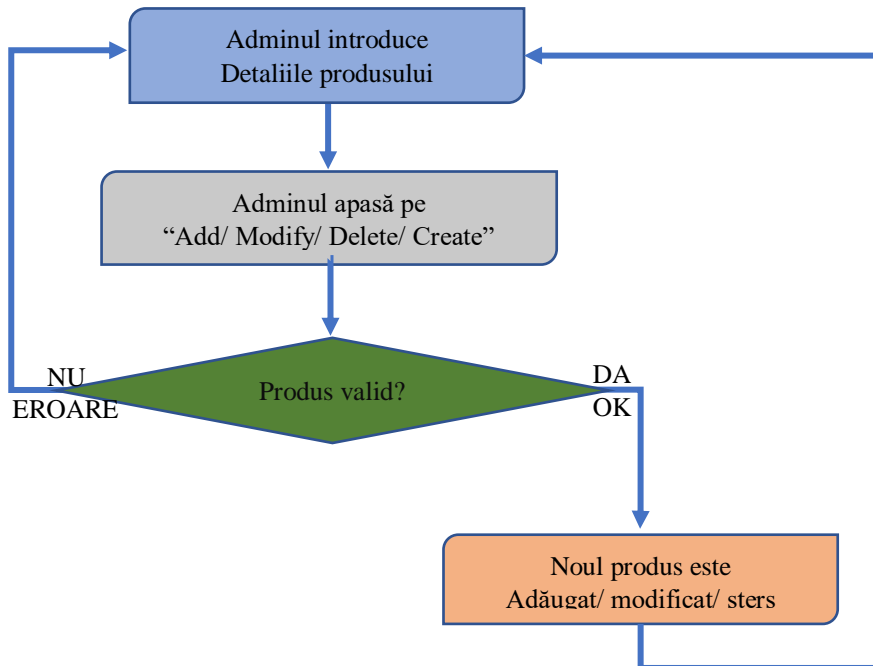 Adminul introduce
Detaliile produsului
Adminul apasă pe
“Add/ Modify/ Delete/ Create”
NU
EROARE
Produs valid?
DA
OK
Noul produs este
Adăugat/ modificat/ sters